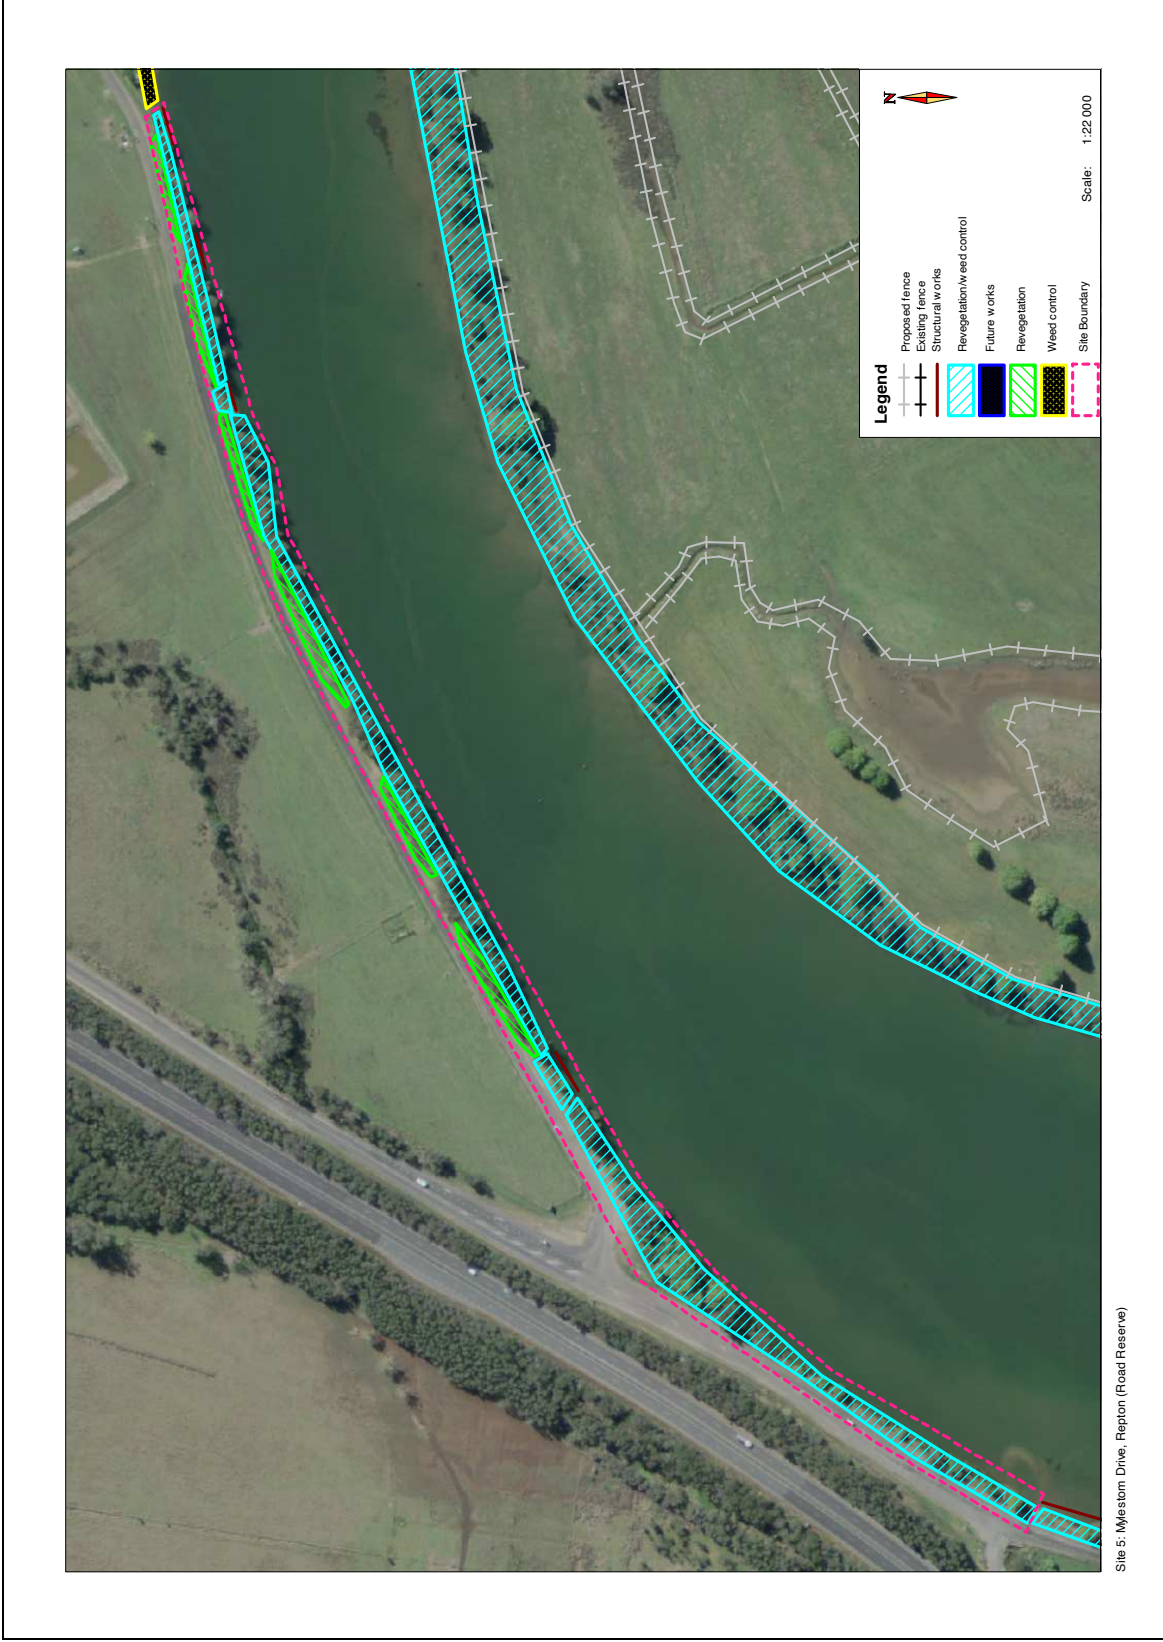 N
Legend
Proposed fence
Existing fence
Structural works
Revegetation/weed control
Future works
Revegetation
Weed control
Site Boundary
Scale: 1:22 000
Site 5: Mylestom Drive, Repton (Road Reserve)